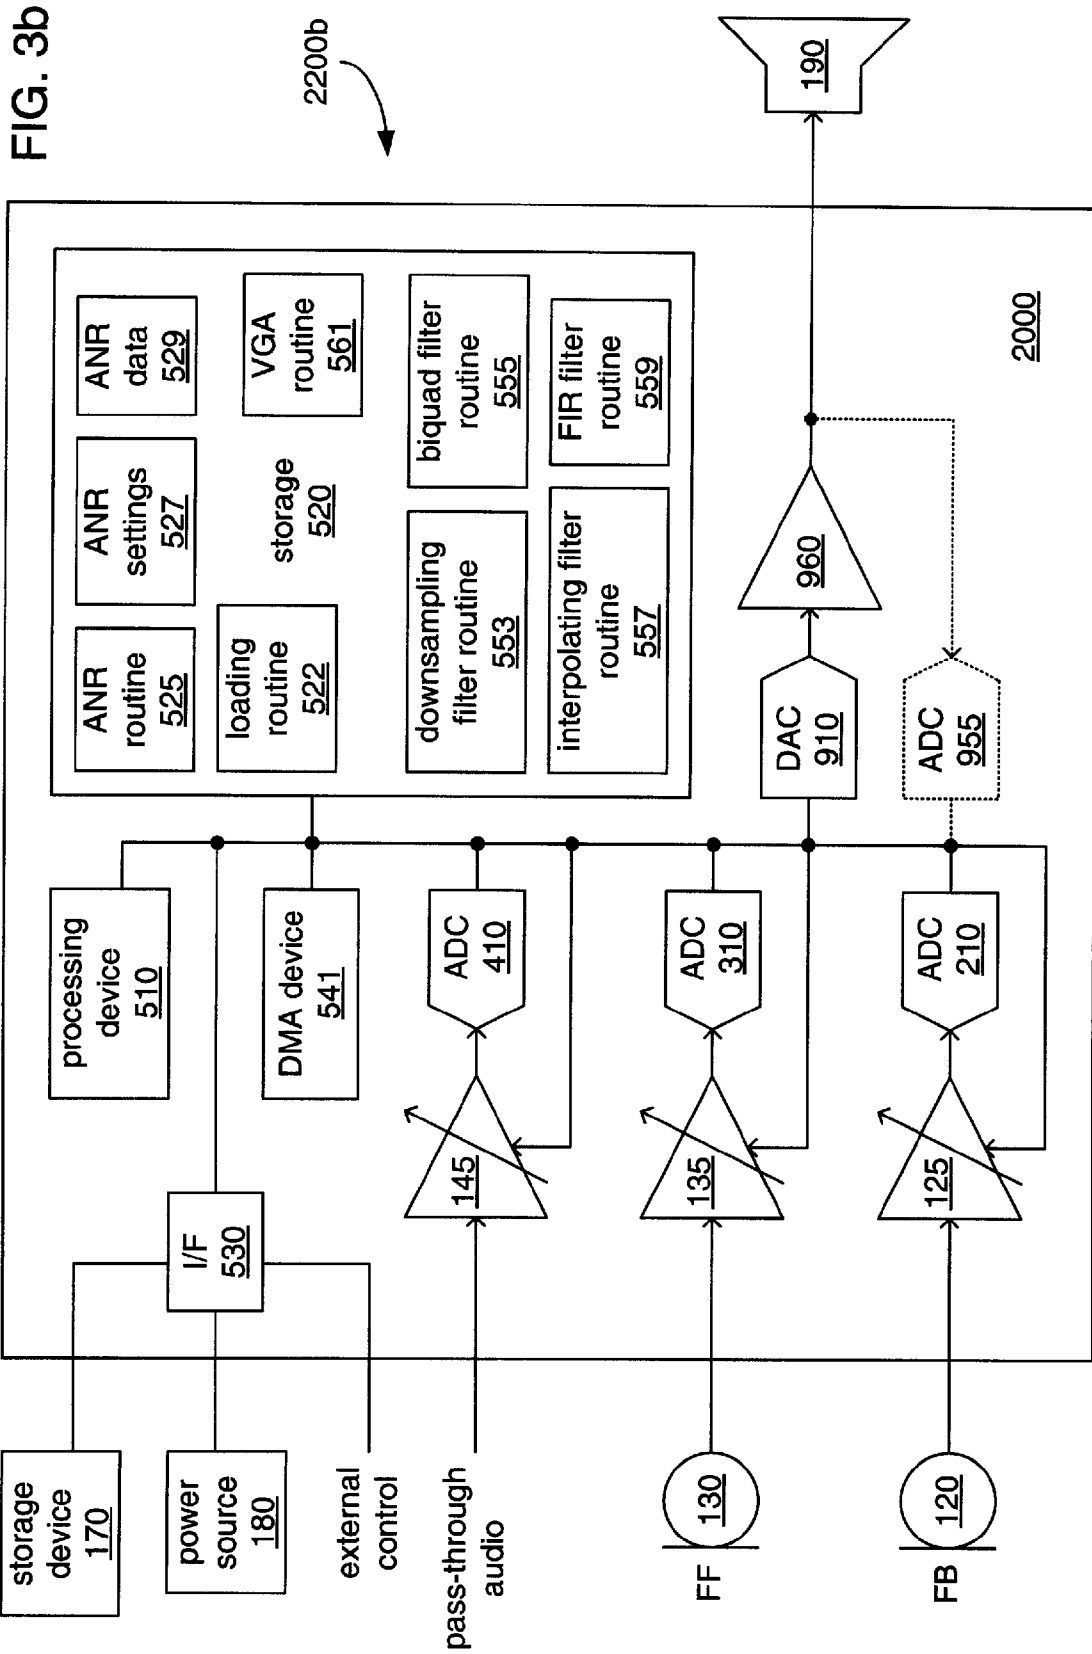 FIG. 3b
2200b
storage
device
170
power
source
180
external
control
pass-through
audio
FF
130
FB
120
I/F
530
processing
device
510
DMA device
541
145
ADC
410
135
ADC
310
125
ADC
210
ANR
routine
525
ANR
settings
527
ANR
data
529
loading
routine
522
storage
520
VGA
routine
561
downsampling
filter routine
553
biquad filter
routine
555
interpolating filter
routine
557
FIR filter
routine
559
DAC
910
960
ADC
955
190
2000